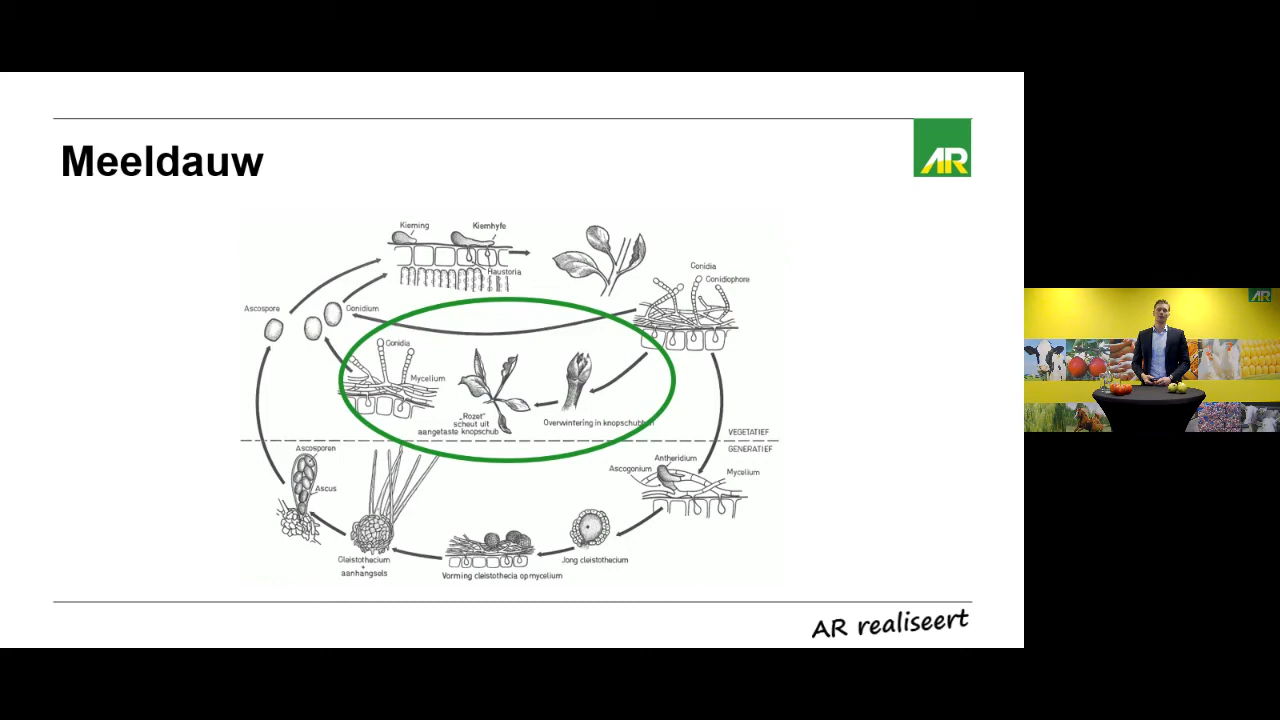 Meeldauw
AR
Kieming
Kiemhyfe
Haustoria
Conidia
Conidiophore
Ascospore
Conidium
Conidia
Mycelium
„Rozet"
scheut uit
aangetaste knopschub
Overwintering in knopschubben
VEGETATIEF
GENERATIEF
Ascosporen
Ascus
Antheridium
Ascogonium
Mycelium
Cleistothecium
+
aanhangsels
Vorming cleistothecia op mycelium
Jong cleistothecium
AR realiseert
AR